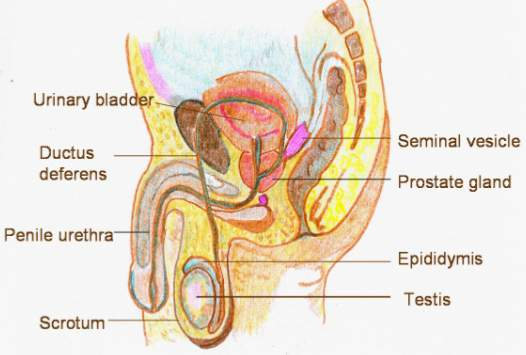 Urinary bladder
Ductus
deferens
Penile urethra
Scrotum
Seminal vesicle
Prostate gland
Epididymis
Testis